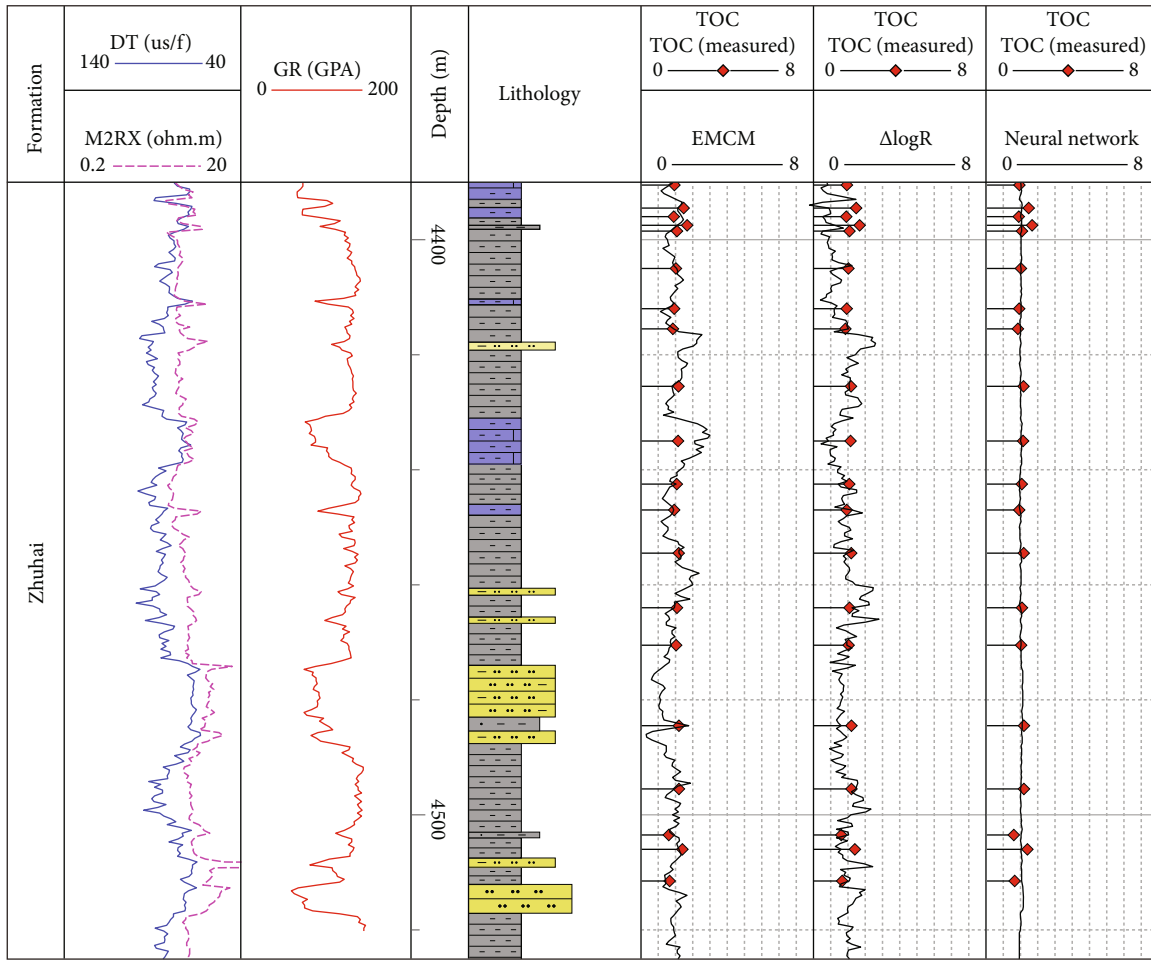 Formation
DT (us/f)
140 40
M2RX (ohm.m)
0.2 20
GR (GPA)
0 200
Depth (m)
Lithology
TOC
TOC (measured)
0 8
EMCM
0 8
TOC
TOC (measured)
0 8
ΔlogR
0 8
TOC
TOC (measured)
0 8
Neural network
0 8
Zhuhai
4400
4500